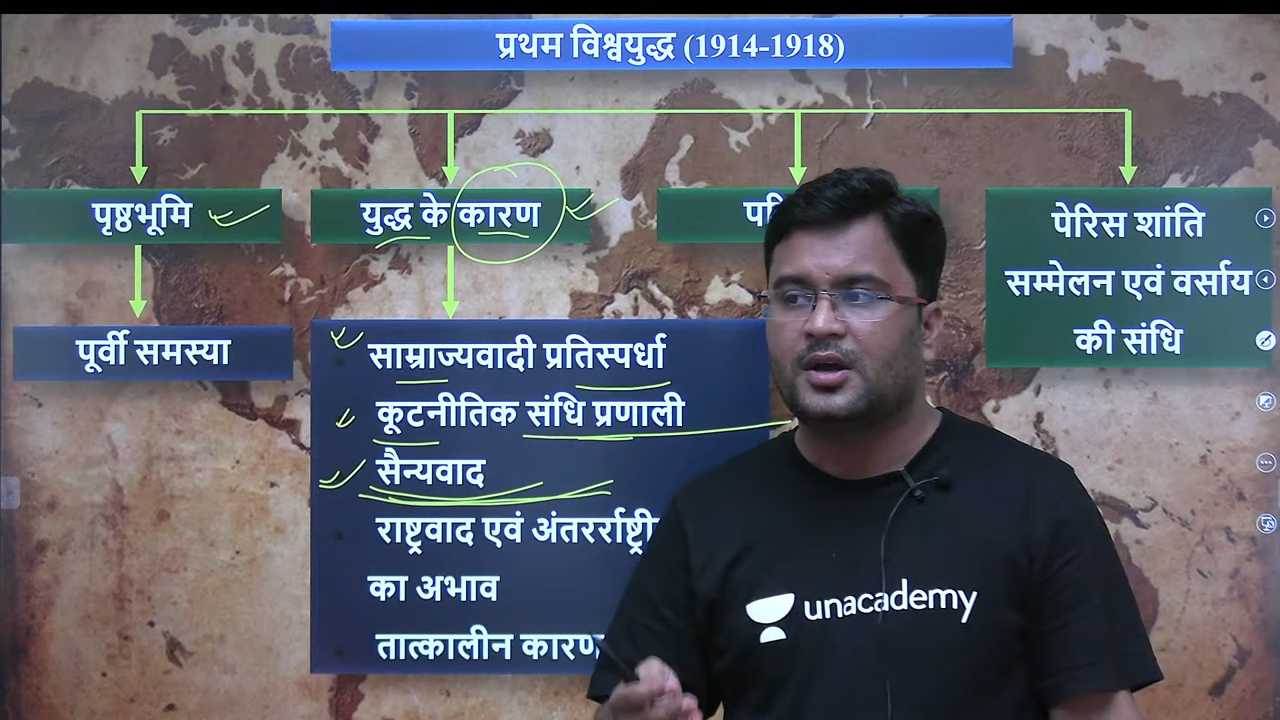 प्रथम विश्वयुद्ध (1914-1918)
पृष्ठभूमि
युद्ध के कारण
पेरिस शांति
सम्मेलन एवं वर्साय
की संधि
पूर्वी समस्या
साम्राज्यवादी प्रतिस्पर्धा
कूटनीतिक संधि प्रणाली
सैन्यवाद
राष्ट्रवाद एवं
का अभाव
तात्कालीन कारण
unacademy